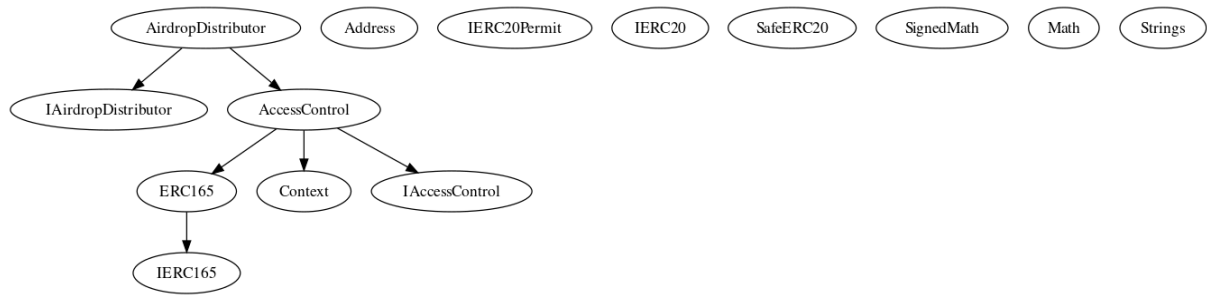 AirdropDistributor Address IERC20Permit IERC20 SafeERC20 SignedMath Math Strings
IAirdropDistributor AccessControl
ERC165 Context IAccessControl
IERC165